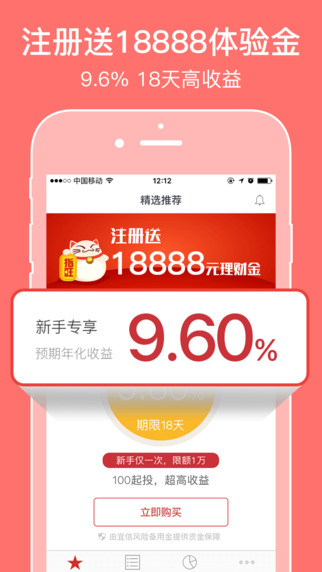 注册送18888体验金
9.6% 18天高收益
中国移动
12:12
精选推荐
注册送
18888元理财金
指旺
新手专享
预期年化收益
9.60%
期限18天
新手仅一次，限额1万
100起投，超高收益
立即购买
由宜信风险备用金提供资金保障